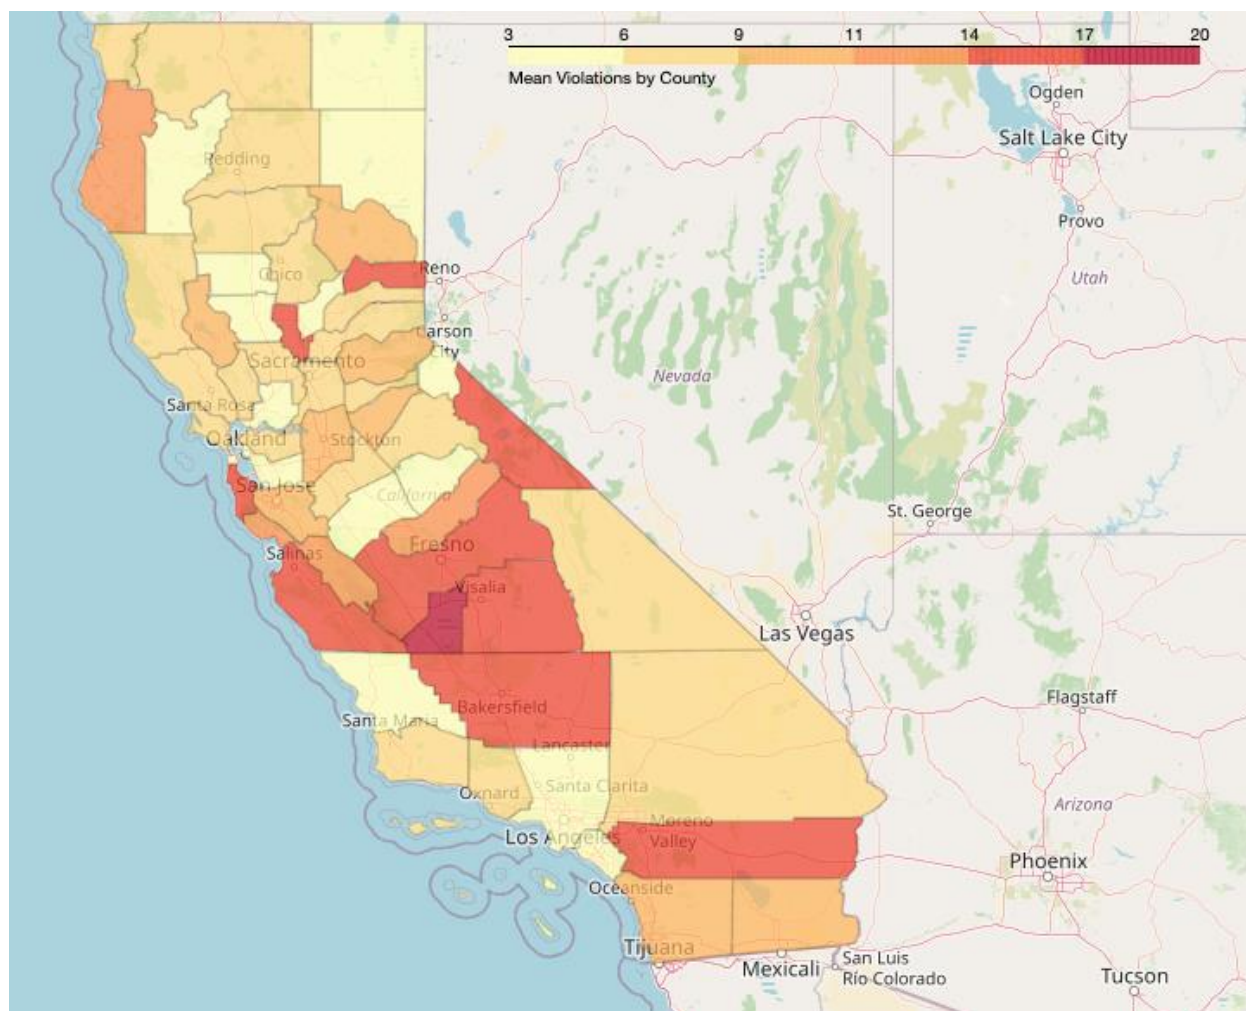 3 6 9 11 14 17 20
Mean Violations by County
Ogden
Salt Lake City
Redding
Provo
Chico
Reno
Utah
Carson
City
Sacramento
Nevada
Santa Rosa
Oakland
Stockton
San Jose
California
St. George
Salinas
Fresno
Visalia
Las Vegas
Flagstaff
Bakersfield
Santa Maria
Lancaster
Santa Clarita
Oxnard
Arizona
Moreno
Valley
Los Angeles
Phoenix
Oceanside
Tijuana
San Luis
Río Colorado
Mexicali
Tucson